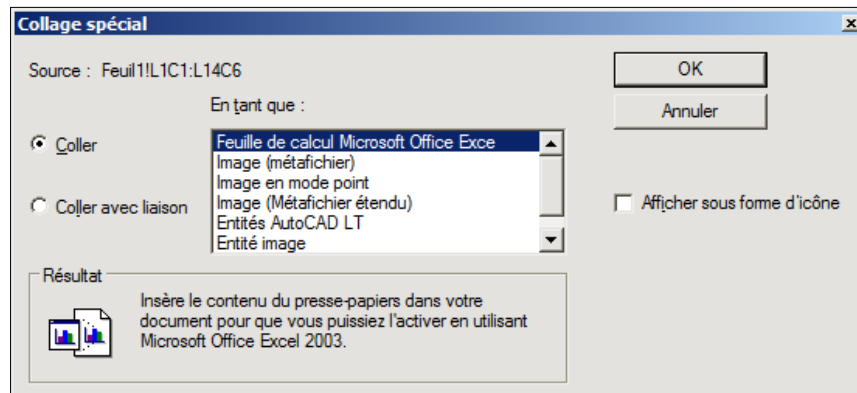 Collage spécial
Source : Feuil1!L1C1:L14C6
OK
En tant que :
Annuler
Coller
Feuille de calcul Microsoft Office Exce
Image (métafichier)
Image en mode point
Coller avec liaison
Image (Métafichier étendu)
Afficher sous forme d'icône
Entités AutoCAD LT
Entité image
Résultat
Insère le contenu du presse-papiers dans votre
document pour que vous puissiez l'activer en utilisant
Microsoft Office Excel 2003.